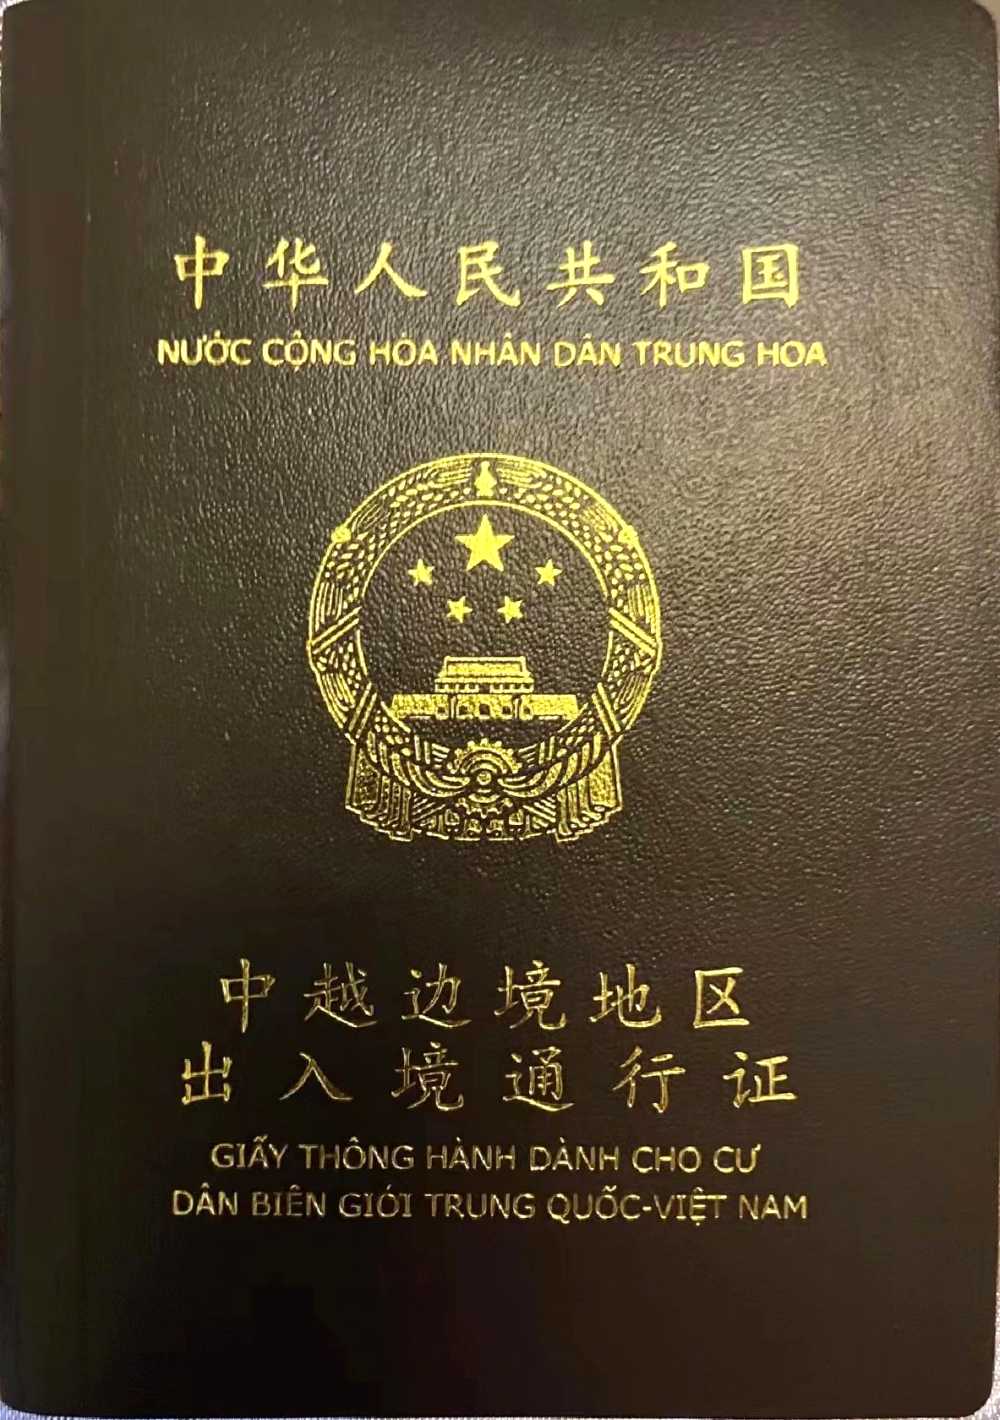 中华人民共和国
NƯỚC CỘNG HÒA NHÂN DÂN TRUNG HOA
中越边境地区
出入境通行证
GIẤY THÔNG HÀNH DÀNH CHO CƯ
DÂN BIÊN GIỚI TRUNG QUỐC-VIỆT NAM